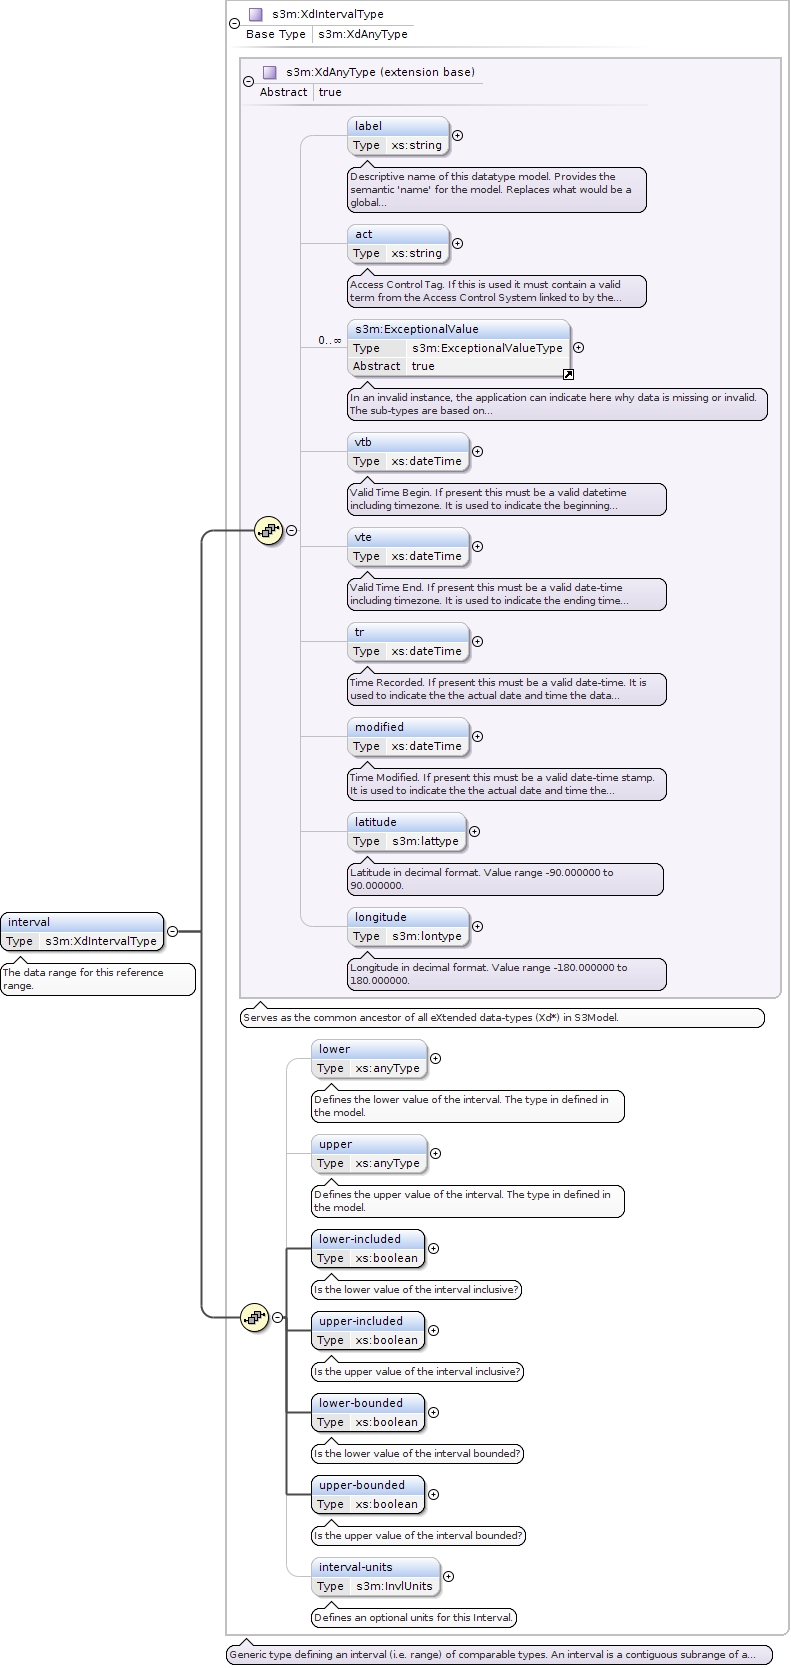 s3m:XdIntervalType
Base Type s3m:XdAnyType
s3m:XdAnyType (extension base)
Abstract true
label
Type xs:string
Descriptive name of this datatype model. Provides the
semantic 'name' for the model. Replaces what would be a
global...
act
Type xs:string
Access Control Tag. If this is used it must contain a valid
term from the Access Control System linked to by the...
0..∞
s3m:ExceptionalValue
Type s3m:ExceptionalValueType
Abstract true
In an invalid instance, the application can indicate here why data is missing or invalid.
The sub-types are based on...
vtb
Type xs:dateTime
Valid Time Begin. If present this must be a valid datetime
including timezone. It is used to indicate the beginning...
vte
Type xs:dateTime
Valid Time End. If present this must be a valid date-time
including timezone. It is used to indicate the ending time...
tr
Type xs:dateTime
Time Recorded. If present this must be a valid date-time. It is
used to indicate the the actual date and time the data...
modified
Type xs:dateTime
Time Modified. If present this must be a valid date-time stamp.
It is used to indicate the the actual date and time the...
latitude
Type s3m:lattype
Latitude in decimal format. Value range -90.000000 to
90.000000.
longitude
Type s3m:lontype
Longitude in decimal format. Value range -180.000000 to
180.000000.
interval
Type s3m:XdIntervalType
The data range for this reference
range.
Serves as the common ancestor of all eXtended data-types (Xd*) in S3Model.
lower
Type xs:anyType
Defines the lower value of the interval. The type in defined in
the model.
upper
Type xs:anyType
Defines the upper value of the interval. The type in defined in
the model.
lower-included
Type xs:boolean
Is the lower value of the interval inclusive?
upper-included
Type xs:boolean
Is the upper value of the interval inclusive?
lower-bounded
Type xs:boolean
Is the lower value of the interval bounded?
upper-bounded
Type xs:boolean
Is the upper value of the interval bounded?
interval-units
Type s3m:InvlUnits
Defines an optional units for this Interval.
Generic type defining an interval (i.e. range) of comparable types. An interval is a contiguous subrange of a...